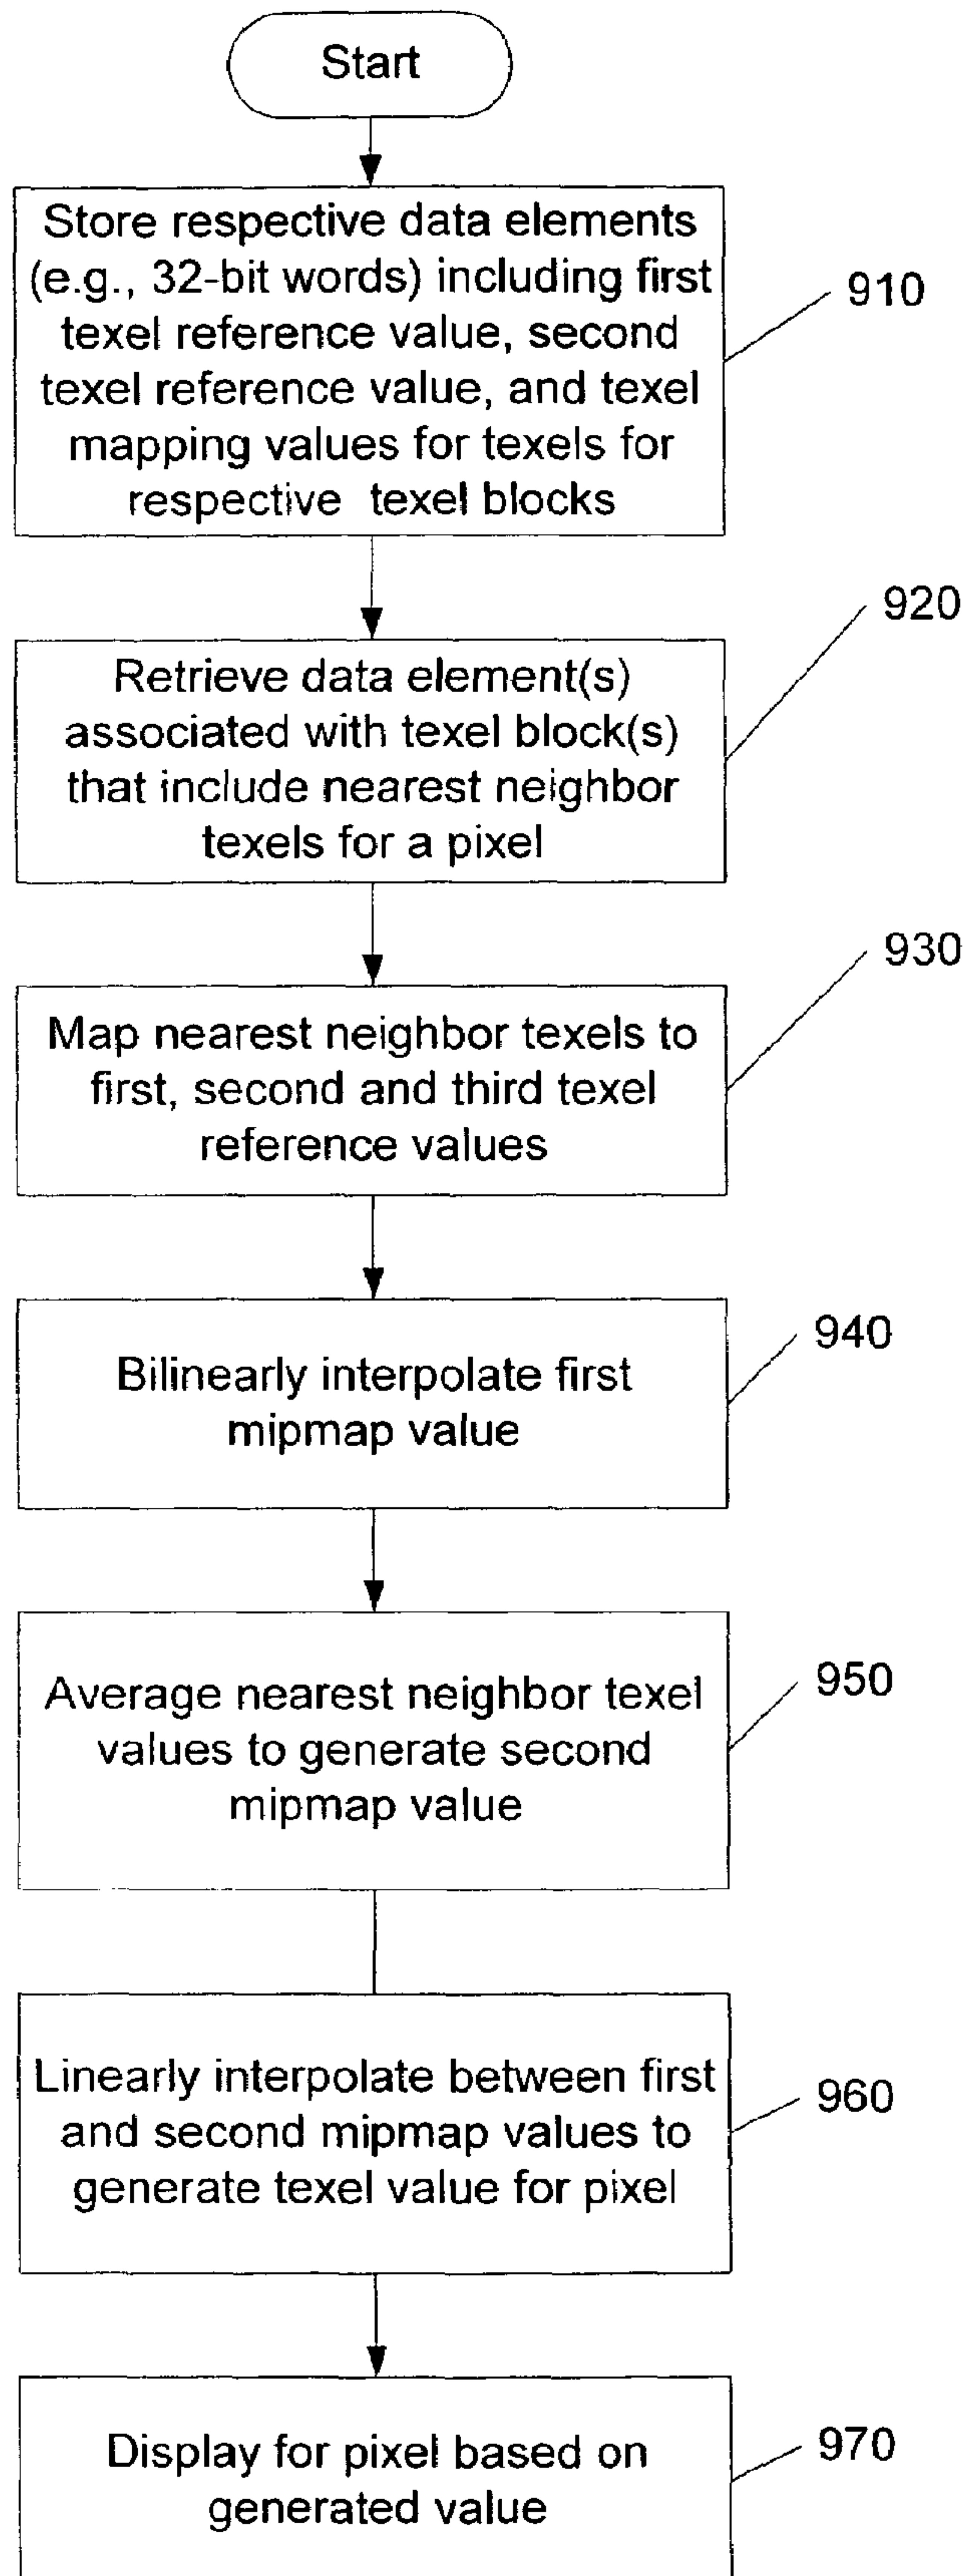 Start
Store respective data elements
(e.g., 32-bit words) including first
texel reference value, second
texel reference value, and texel
mapping values for texels for
respective texel blocks
910
Retrieve data element(s)
associated with texel block(s)
that include nearest neighbor
texels for a pixel
920
Map nearest neighbor texels to
first, second and third texel
reference values
930
Bilinearly interpolate first
mipmap value
940
Average nearest neighbor texel
values to generate second
mipmap value
950
Linearly interpolate between first
and second mipmap values to
generate texel value for pixel
960
Display for pixel based on
generated value
970